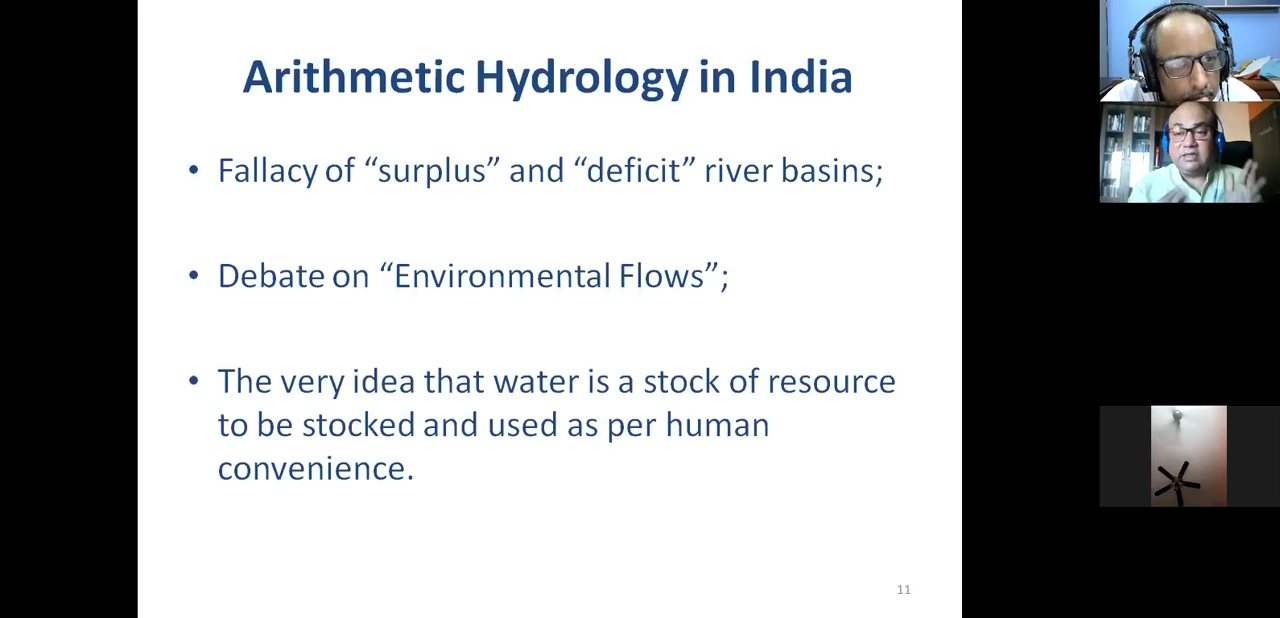 Arithmetic Hydrology in India
• Fallacy of “surplus” and “deficit” river basins;
• Debate on “Environmental Flows”;
• The very idea that water is a stock of resource
to be stocked and used as per human
convenience.
11